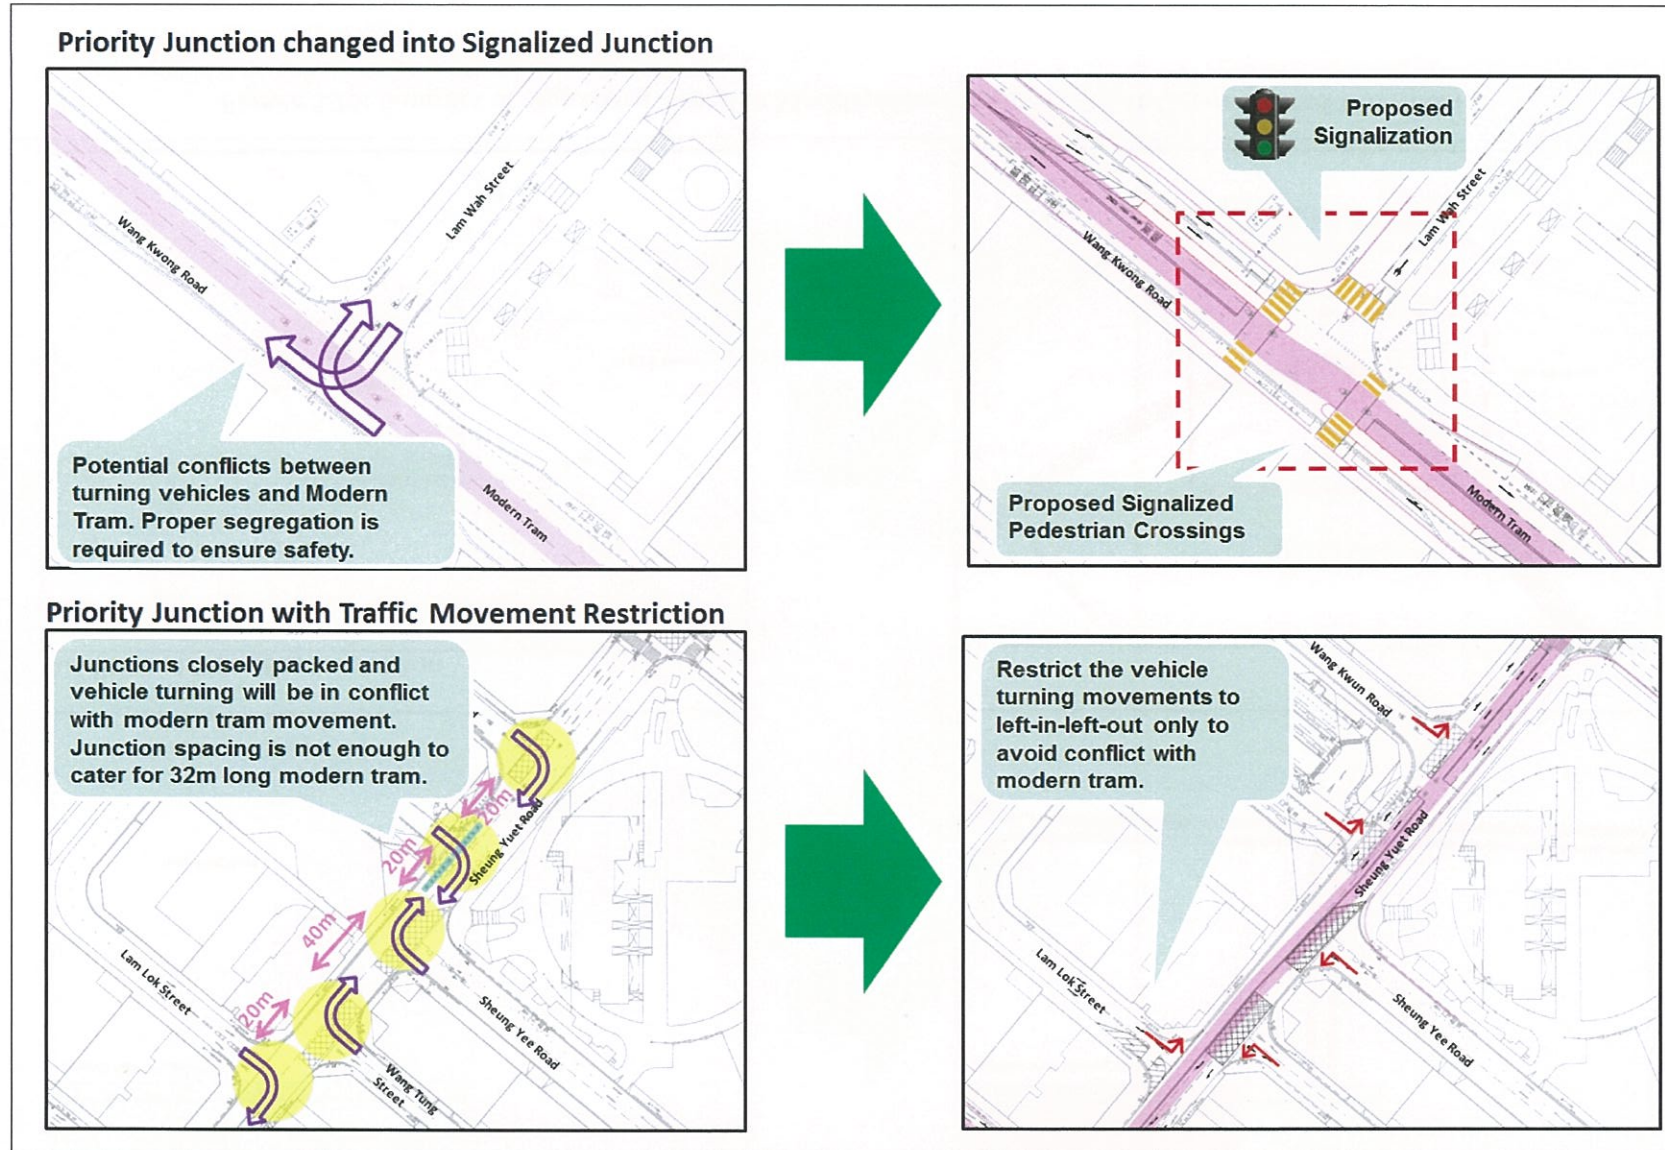 Priority Junction changed into Signalized Junction
Wang Kwong Road
Lam Wah Street
Modern Tram
Potential conflicts between
turning vehicles and Modern
Tram. Proper segregation is
required to ensure safety.
Proposed
Signalization
Wang Kwong Road
Lam Wah Street
Modern Tram
Proposed Signalized
Pedestrian Crossings
Priority Junction with Traffic Movement Restriction
Junctions closely packed and
vehicle turning will be in conflict
with modern tram movement.
Junction spacing is not enough to
cater for 32m long modern tram.
20m
20m
40m
20m
Sheung Yuet Road
Lam Lok Street
Sheung Yee Road
Wang Tung
Street
Restrict the vehicle
turning movements to
left-in-left-out only to
avoid conflict with
modern tram.
Wang Kwun Road
Sheung Yuet Road
Lam Lok Street
Sheung Yee Road